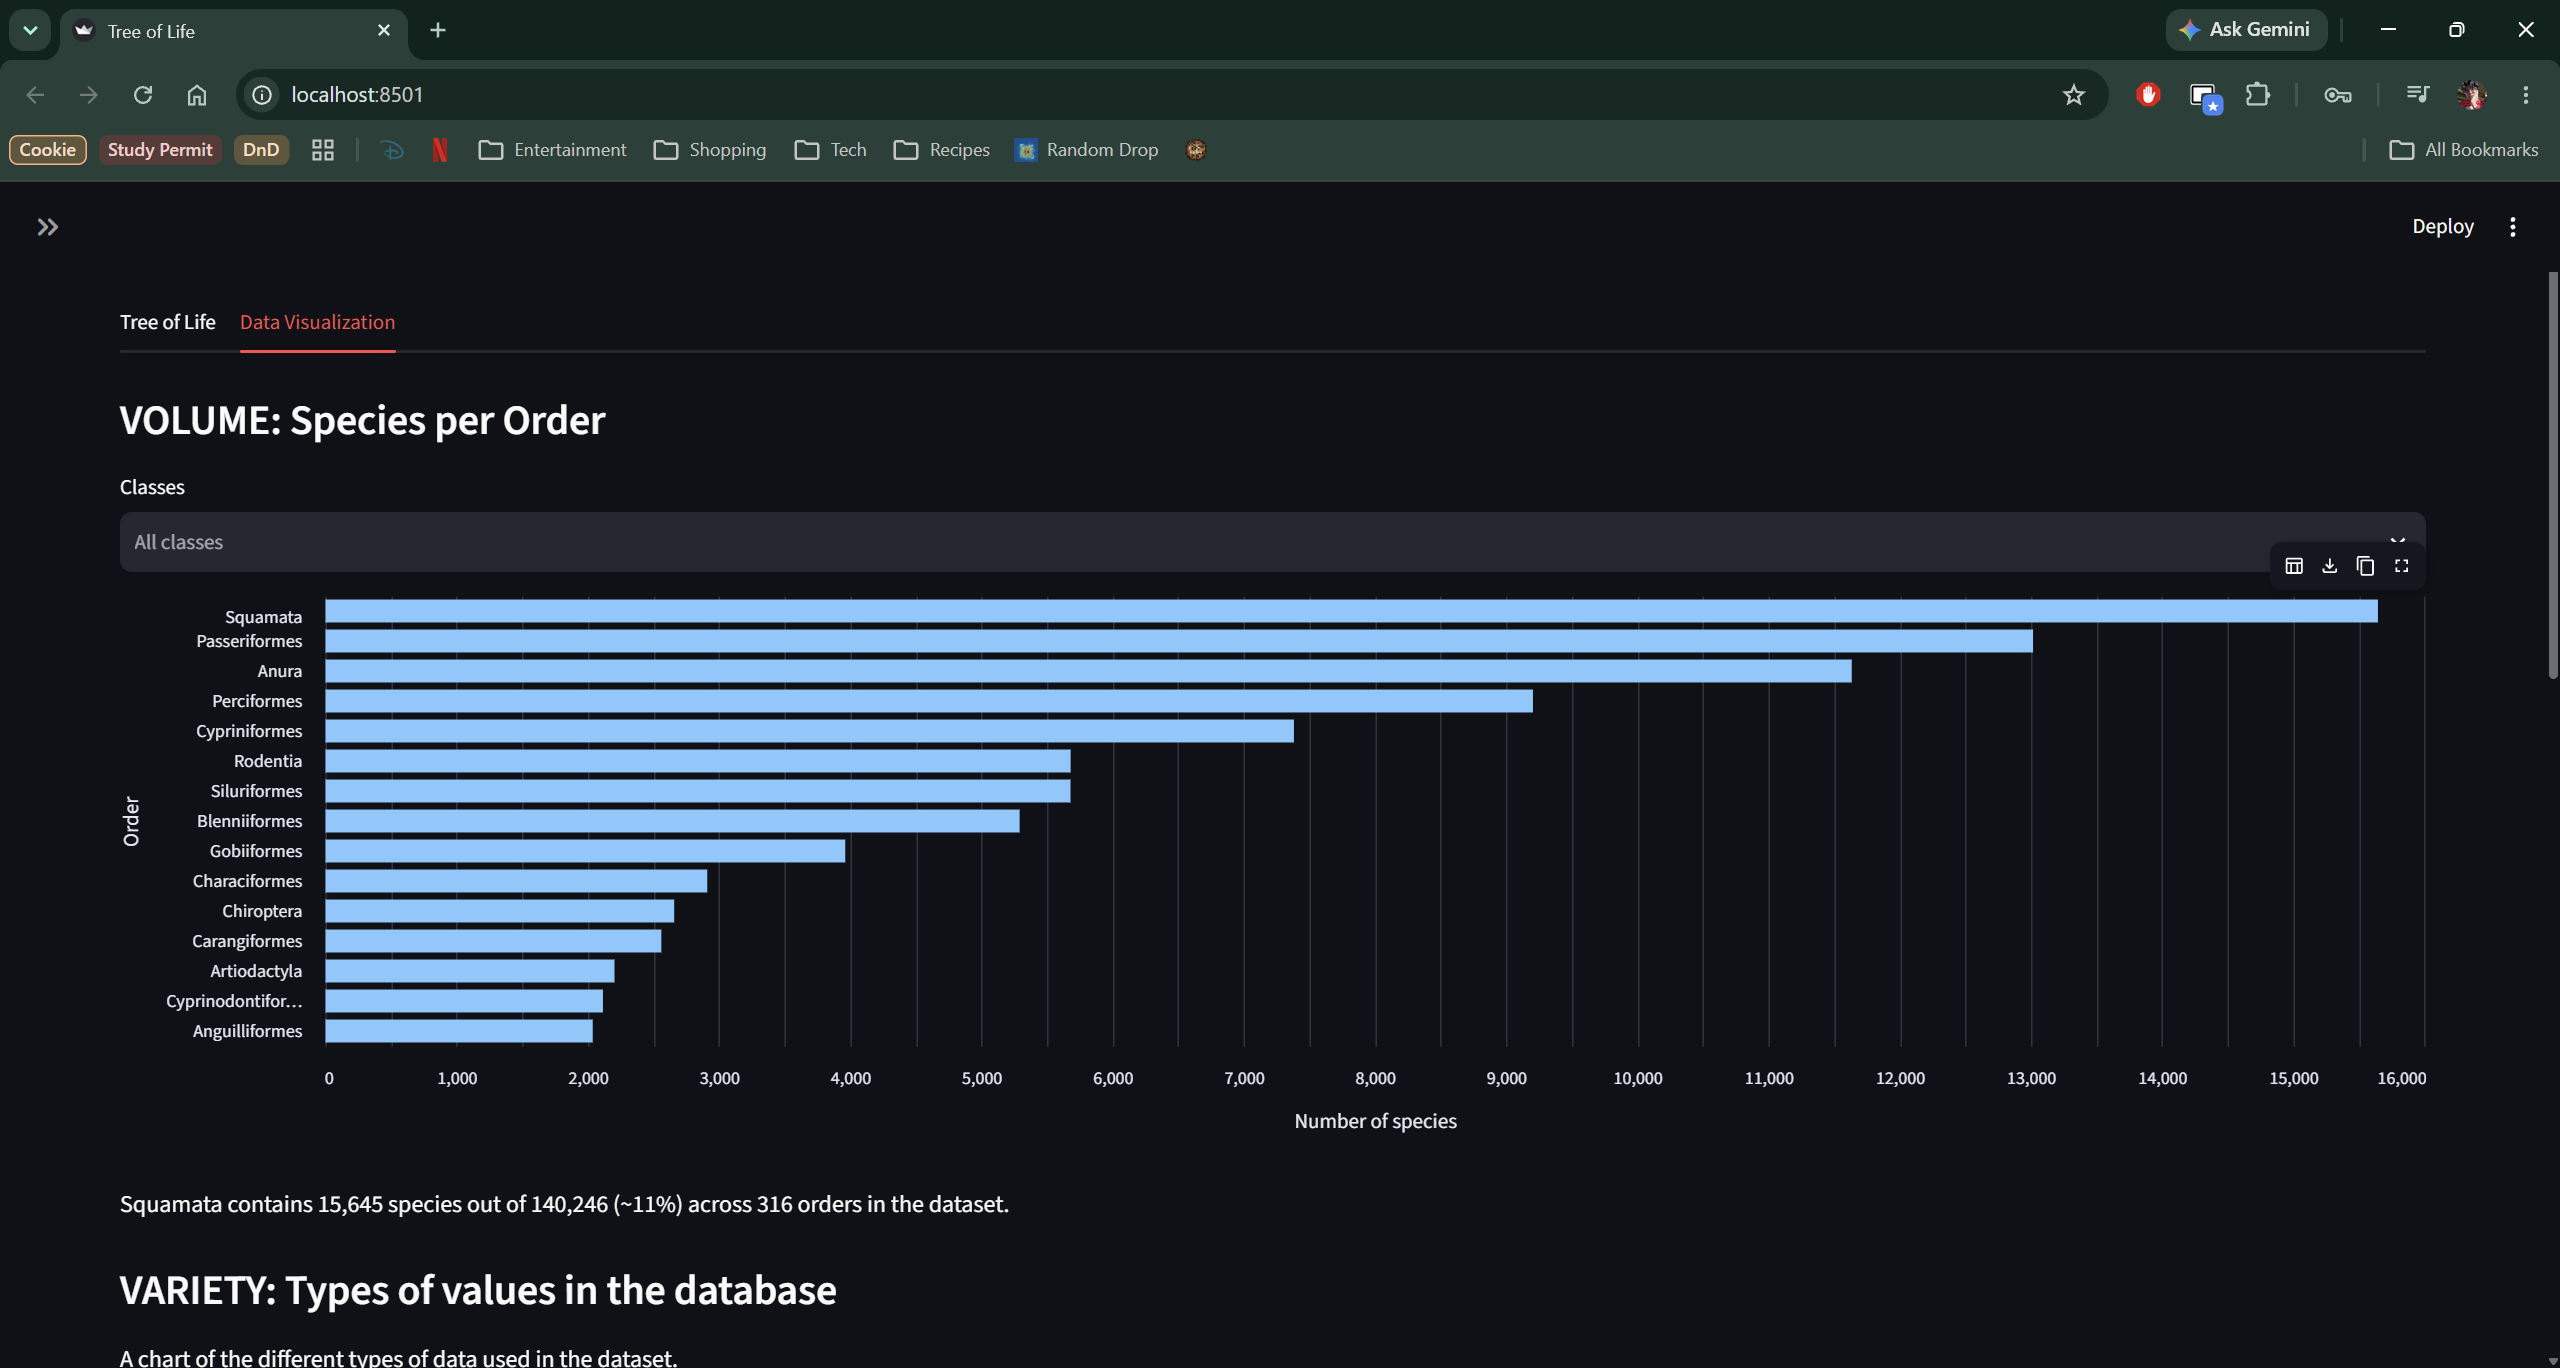 Tree of Life
Ask Gemini
localhost:8501
Cookie Study Permit DnD Entertainment Shopping Tech Recipes Random Drop All Bookmarks
Deploy
Tree of Life Data Visualization
VOLUME: Species per Order
Classes
All classes
Order
Squamata
Passeriformes
Anura
Perciformes
Cypriniformes
Rodentia
Siluriformes
Blenniiformes
Gobiiformes
Characiformes
Chiroptera
Carangiformes
Artiodactyla
Cyprinodontifor...
Anguilliformes
0 1,000 2,000 3,000 4,000 5,000 6,000 7,000 8,000 9,000 10,000 11,000 12,000 13,000 14,000 15,000 16,000
Number of species
Squamata contains 15,645 species out of 140,246 (~11%) across 316 orders in the dataset.
VARIETY: Types of values in the database
A chart of the different types of data used in the dataset.